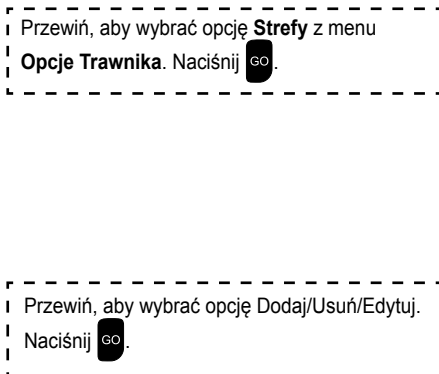 Przewiń, aby wybrać opcję Strefy z menu
Opcje Trawnika. Naciśnij GO.
Przewiń, aby wybrać opcję Dodaj/Usuń/Edytuj.
Naciśnij GO.